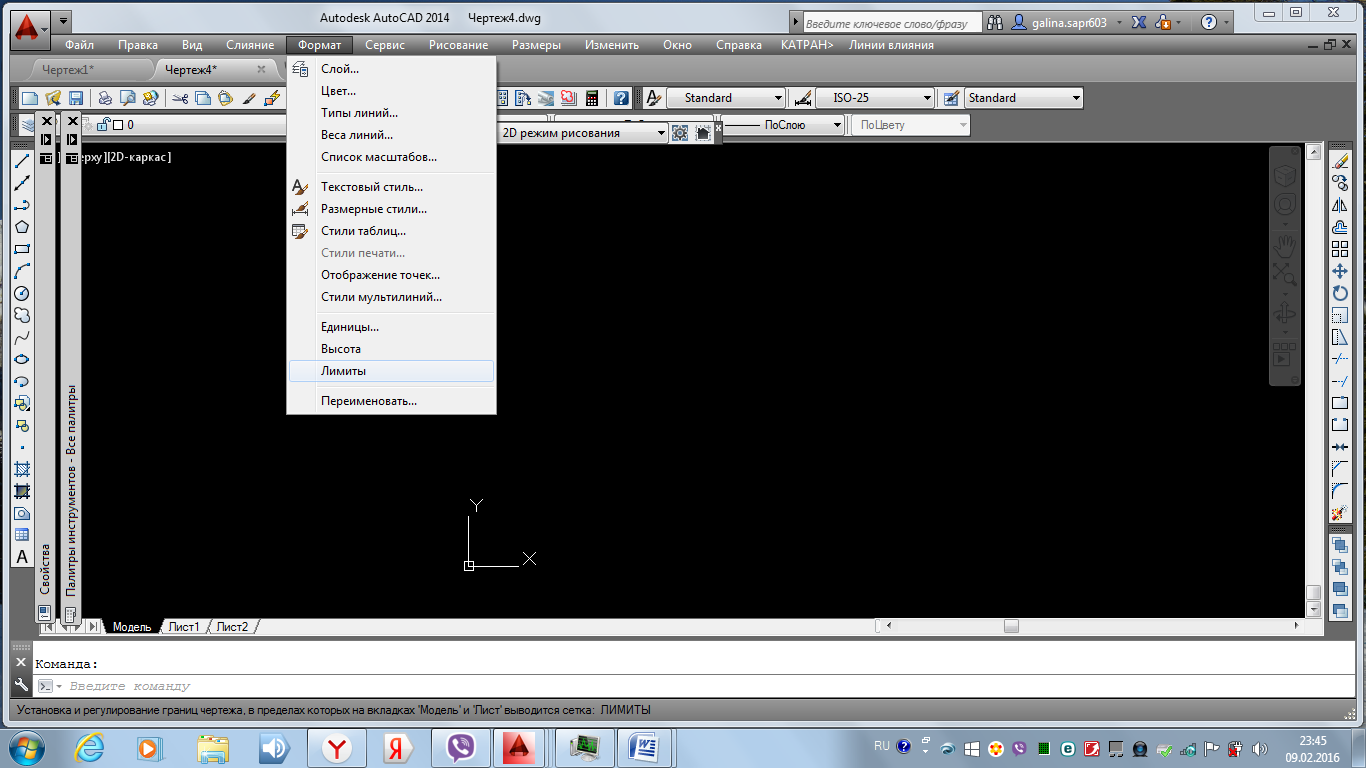 Autodesk AutoCAD 2014 Чертеж4.dwg
Введите ключевое слово/фразу
galina.sapr603
Файл Правка Вид Слияние Формат Сервис Рисование Размеры Изменить Окно Справка КАТРАН> Линии влияния
Чертеж1* Чертеж4*
Standard ISO-25 Standard
0 ПоСлою ПоЦвету
2D режим рисования
ерху][2D-каркас]
Слой...
Цвет...
Типы линий...
Веса линий...
Список масштабов...
Текстовый стиль...
Размерные стили...
Стили таблиц...
Стили печати...
Отображение точек...
Стили мультилиний...
Единицы...
Высота
Лимиты
Переименовать...
Свойства
Палитры инструментов - Все палитры
Y
X
Модель Лист1 Лист2
Команда:
Введите команду
Установка и регулирование границ чертежа, в пределах которых на вкладках 'Модель' и 'Лист' выводится сетка: ЛИМИТЫ
RU
23:45
09.02.2016